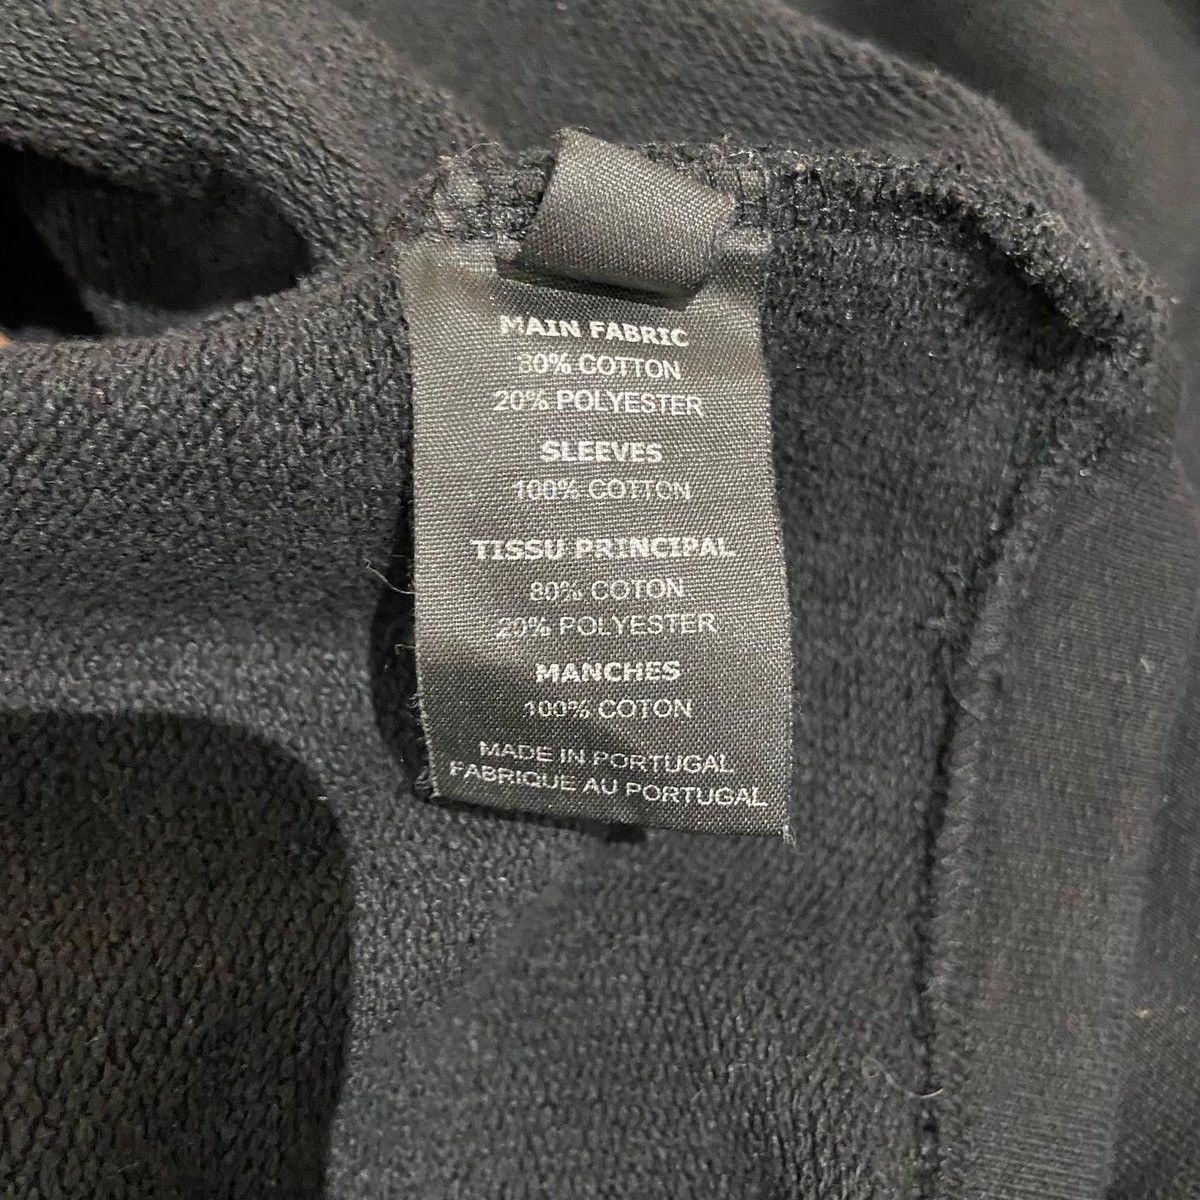 MAIN FABRIC
80% COTTON
20% POLYESTER
SLEEVES
100% COTTON
TISSU PRINCIPAL
80% COTON
20% POLYESTER
MANCHES
100% COTON
MADE IN PORTUGAL
FABRIQUE AU PORTUGAL